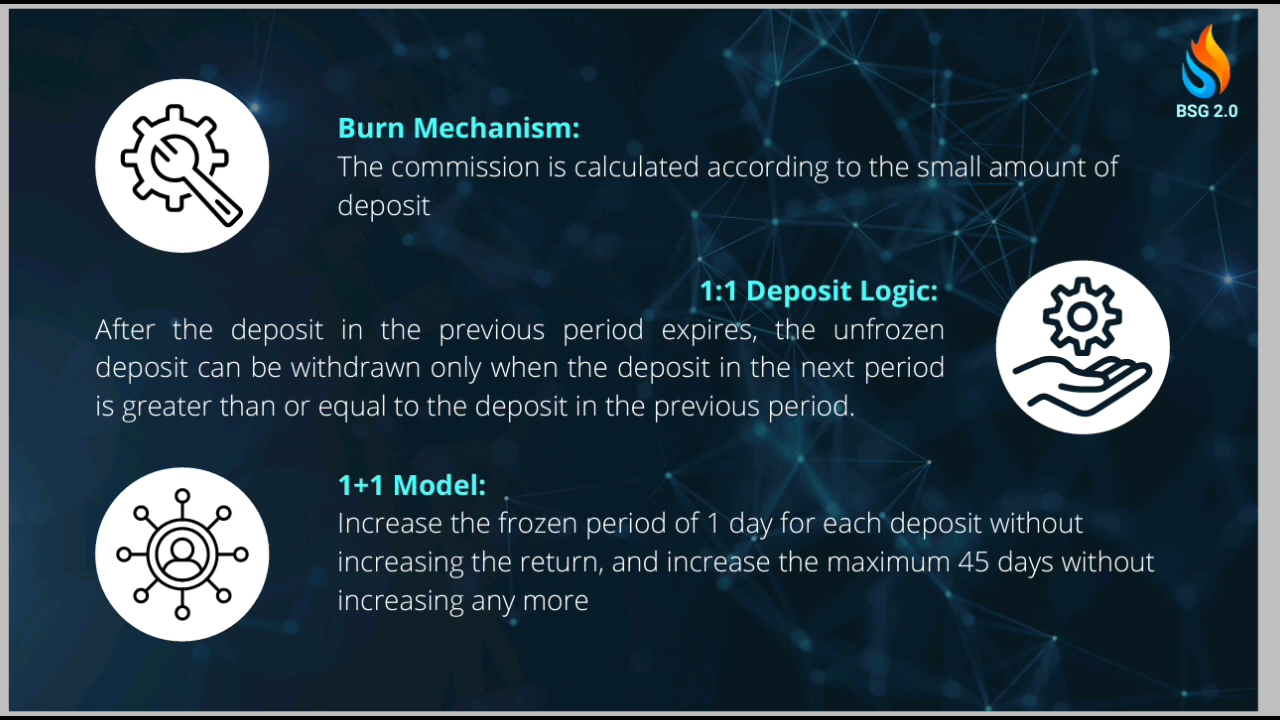 BSG 2.0
Burn Mechanism:
The commission is calculated according to the small amount of
deposit
1:1 Deposit Logic:
After the deposit in the previous period expires, the unfrozen
deposit can be withdrawn only when the deposit in the next period
is greater than or equal to the deposit in the previous period.
1+1 Model:
Increase the frozen period of 1 day for each deposit without
increasing the return, and increase the maximum 45 days without
increasing any more